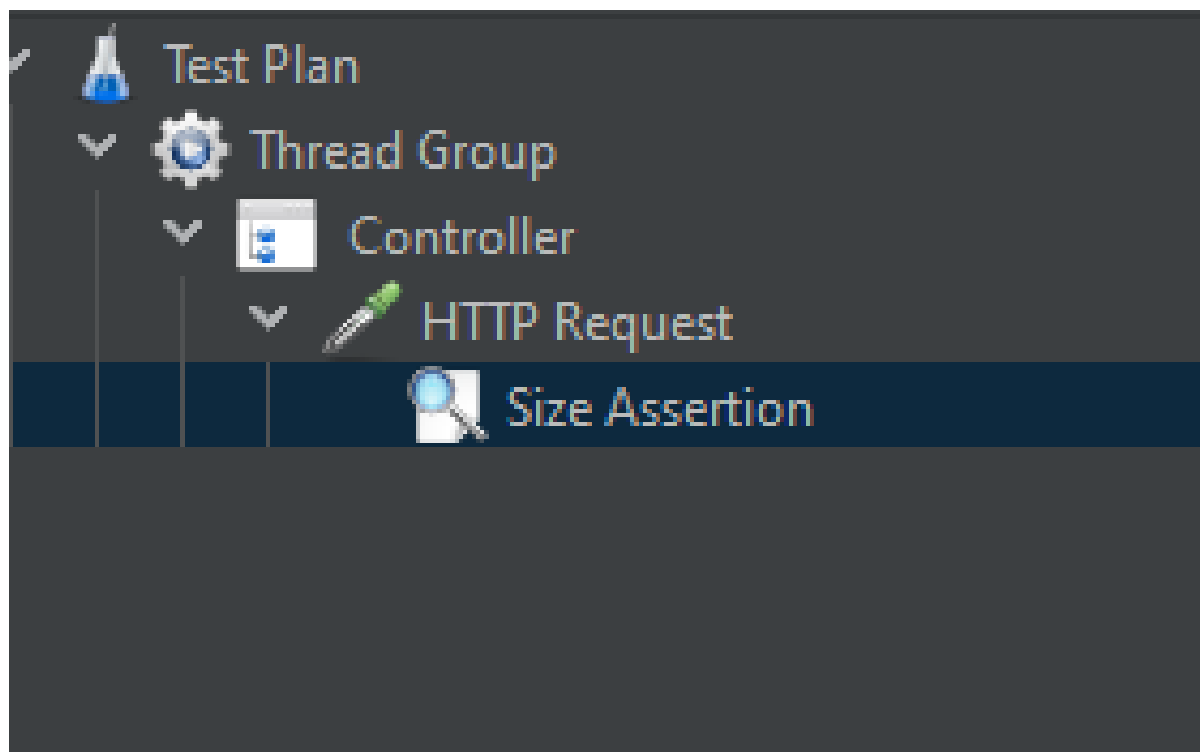 Test Plan
Thread Group
Controller
HTTP Request
Size Assertion